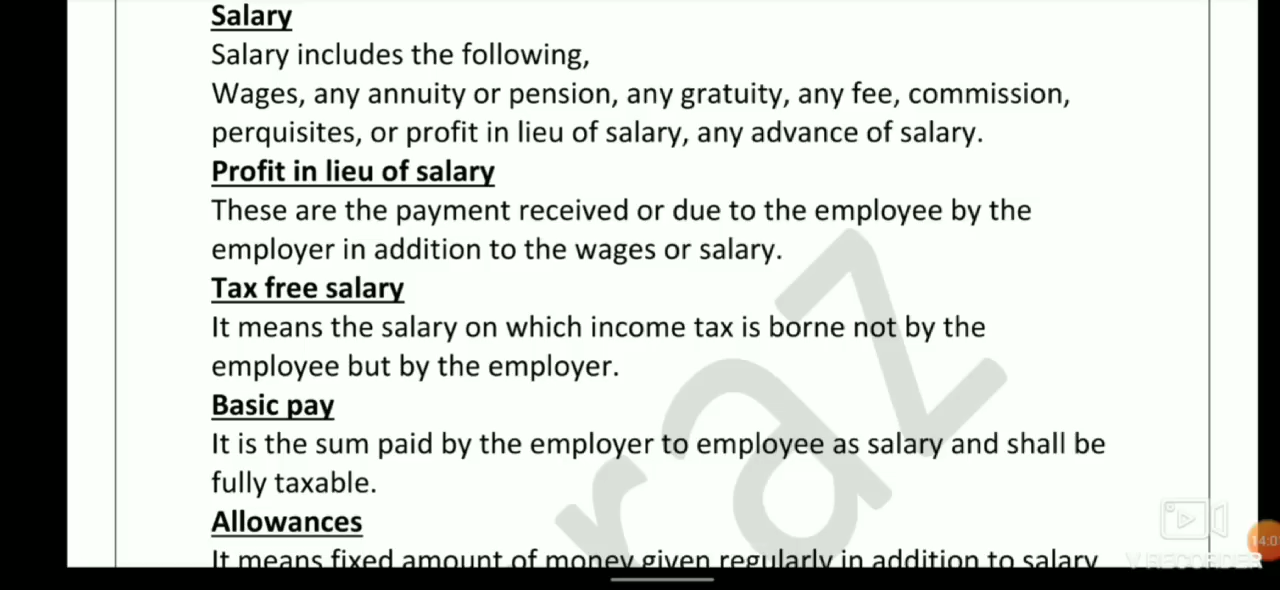 Salary
Salary includes the following,
Wages, any annuity or pension, any gratuity, any fee, commission,
perquisites, or profit in lieu of salary, any advance of salary.
Profit in lieu of salary
These are the payment received or due to the employee by the
employer in addition to the wages or salary.
Tax free salary
It means the salary on which income tax is borne not by the
employee but by the employer.
Basic pay
It is the sum paid by the employer to employee as salary and shall be
fully taxable.
Allowances
It means fixed amount of money given regularly in addition to salary
raz
V RECORDER
14:0